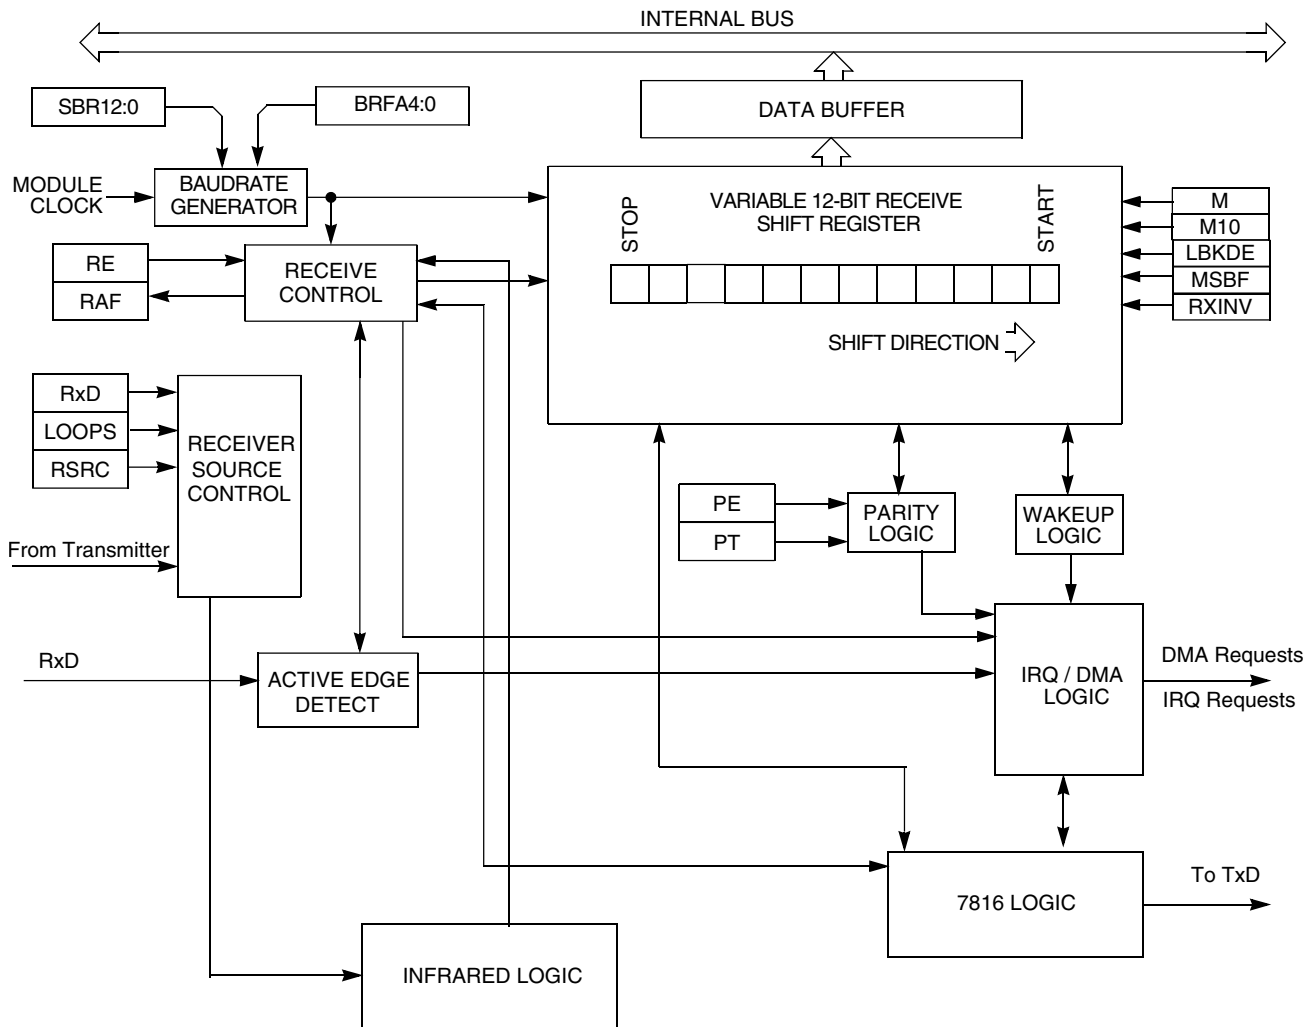 INTERNAL BUS
SBR12:0
BRFA4:0
DATA BUFFER
MODULE
CLOCK
BAUDRATE
GENERATOR
VARIABLE 12-BIT RECEIVE
SHIFT REGISTER
STOP
START
M
M10
LBKDE
MSBF
RXINV
RE
RAF
RECEIVE
CONTROL
SHIFT DIRECTION
RxD
LOOPS
RSRC
RECEIVER
SOURCE
CONTROL
From Transmitter
PE
PT
PARITY
LOGIC
WAKEUP
LOGIC
RxD
ACTIVE EDGE
DETECT
IRQ / DMA
LOGIC
DMA Requests
IRQ Requests
7816 LOGIC
To TxD
INFRARED LOGIC